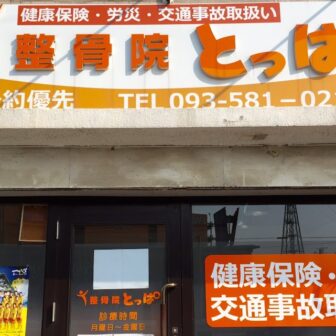 健康保険・労災・交通事故取扱い
整骨院 とっぱ
約優先 TEL 093-581-02
整骨院とっぱ。
診療時間
月曜日～金曜日
健康保険・
交通事故取